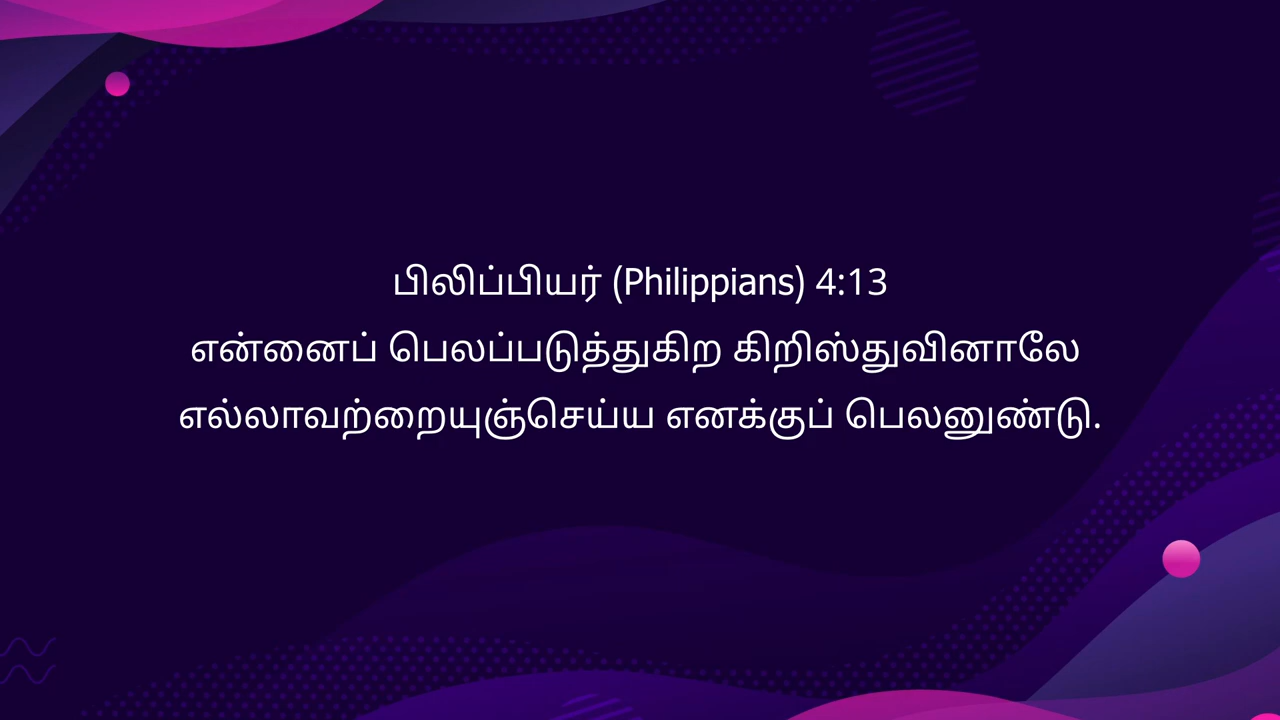 பிலிப்பியர் (Philippians) 4:13
என்னைப் பெலப்படுத்துகிற கிறிஸ்துவினாலே
எல்லாவற்றையுஞ்செய்ய எனக்குப் பெலனுண்டு.